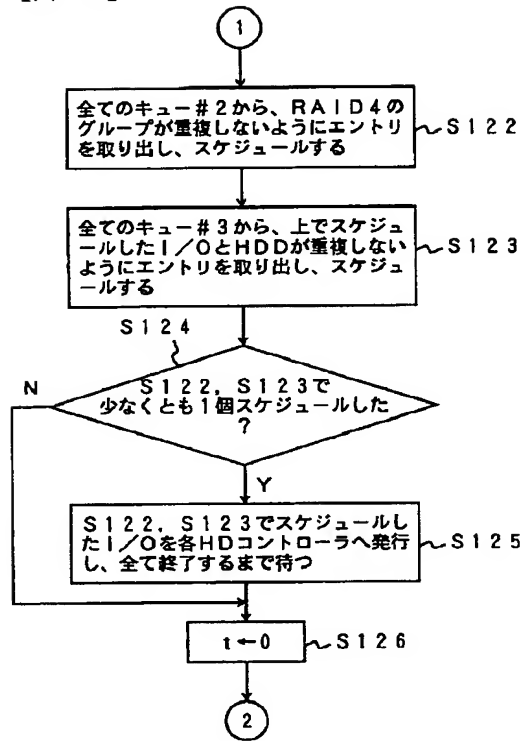 1
全てのキュー#2から、RAID4の
グループが重複しないようにエントリ
を取り出し、スケジュールする
S122
全てのキュー#3から、上でスケジュ
ールしたI/OとHDDが重複しない
ようにエントリを取り出し、スケジュ
ールする
S123
S124
N
S122,S123で
少なくとも1個スケジュールした
?
Y
S122,S123でスケジュールし
たI/Oを各HDコントローラへ発行
し、全て終了するまで待つ
S125
t←0
S126
2